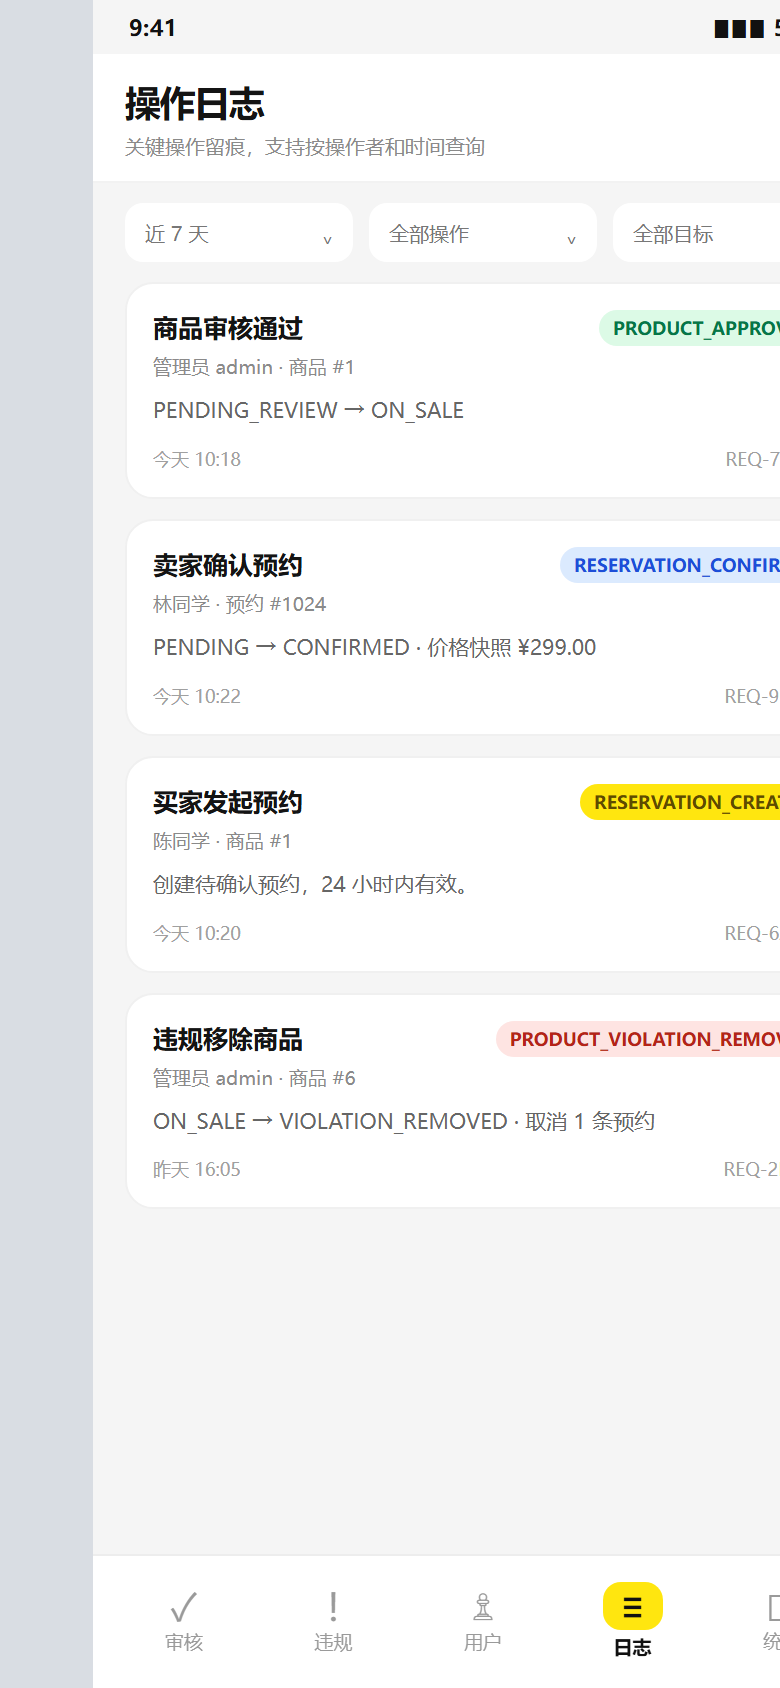 9:41 5
操作日志
关键操作留痕，支持按操作者和时间查询
近 7 天 ˅ 全部操作 ˅ 全部目标
商品审核通过 PRODUCT_APPROV
管理员 admin · 商品 #1
PENDING_REVIEW → ON_SALE
今天 10:18 REQ-7
卖家确认预约 RESERVATION_CONFIR
林同学 · 预约 #1024
PENDING → CONFIRMED · 价格快照 ¥299.00
今天 10:22 REQ-9
买家发起预约 RESERVATION_CREAT
陈同学 · 商品 #1
创建待确认预约，24 小时内有效。
今天 10:20 REQ-6
违规移除商品 PRODUCT_VIOLATION_REMOV
管理员 admin · 商品 #6
ON_SALE → VIOLATION_REMOVED · 取消 1 条预约
昨天 16:05 REQ-2
审核 违规 用户 日志 统